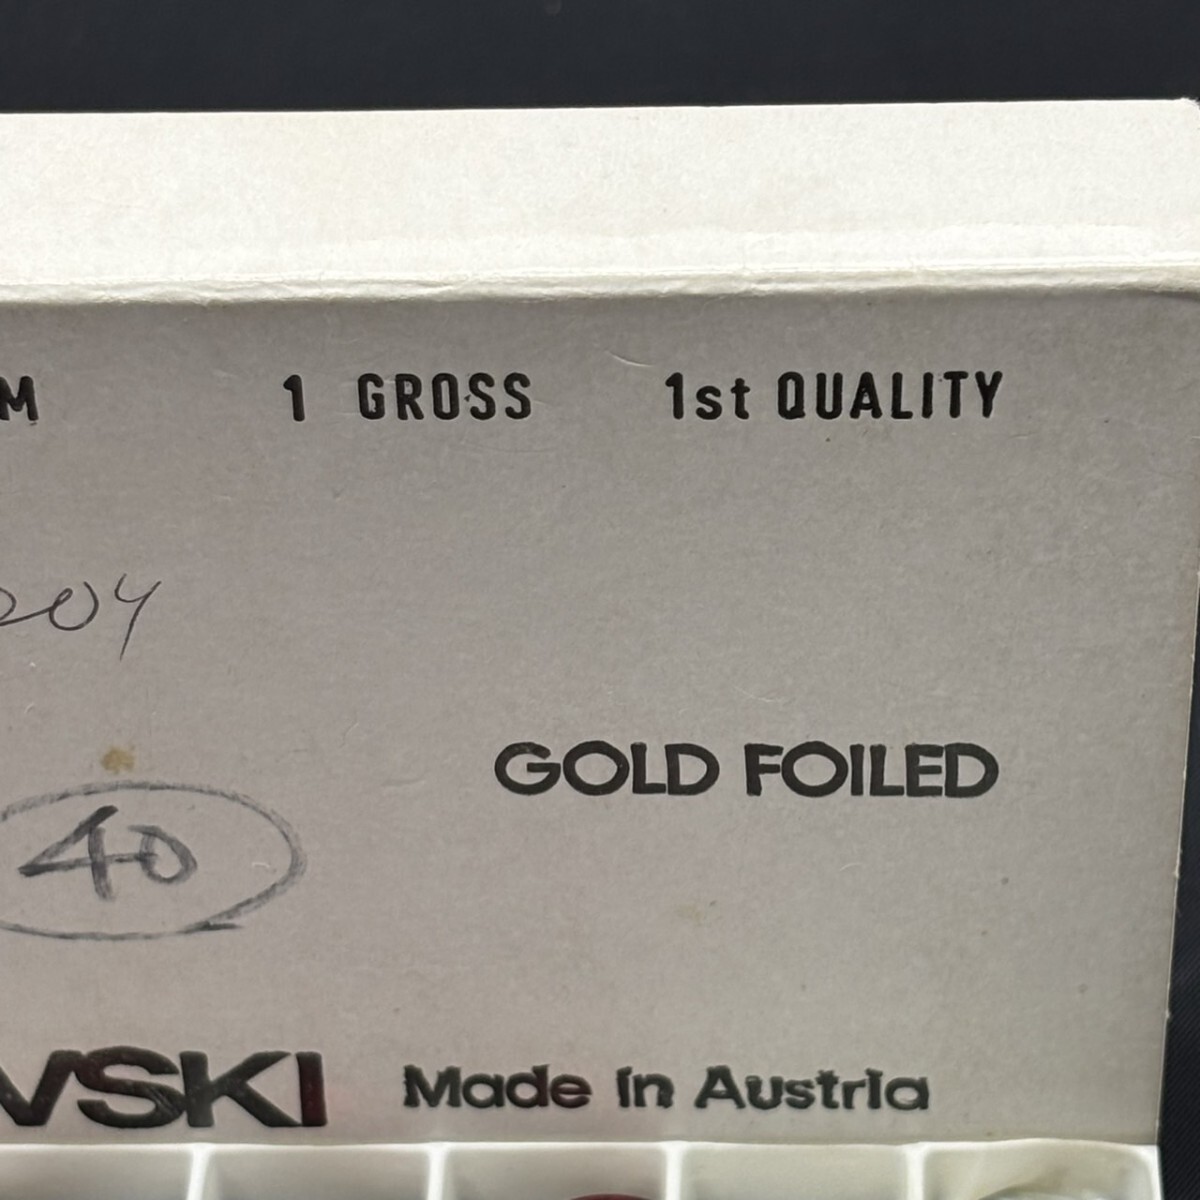 M 1 GROSS 1st QUALITY
204
GOLD FOILED
40
VSKI Made in Austria